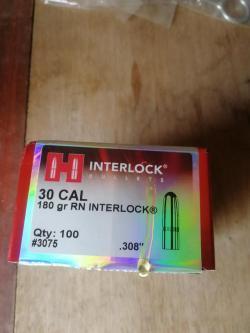 H INTERLOCK®
BULLETS
30 CAL
180 gr RN INTERLOCK®
Qty: 100
#3075
.308"